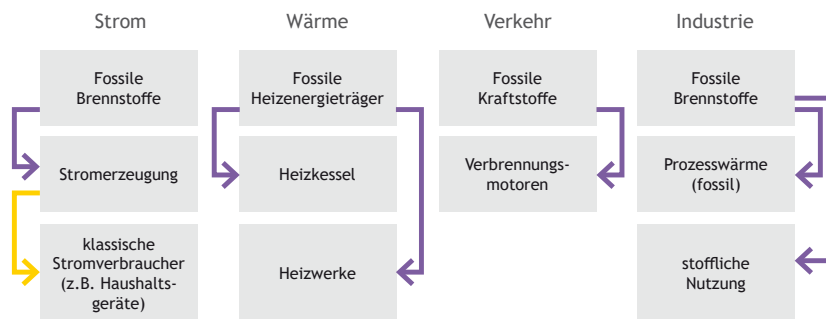 Strom
Wärme
Verkehr
Industrie
Fossile
Brennstoffe
Fossile
Heizenergieträger
Fossile
Kraftstoffe
Fossile
Brennstoffe
Stromerzeugung
Heizkessel
Verbrennungs-
motoren
Prozesswärme
(fossil)
klassische
Stromverbraucher
(z.B. Haushalts-
geräte)
Heizwerke
stoffliche
Nutzung